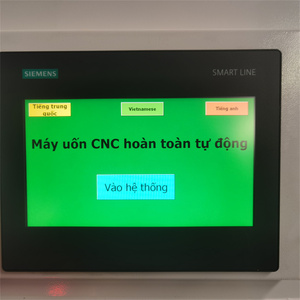 SIEMENS
SMART LINE
Tiếng trung
quốc
Vietnamese
Tiếng anh
Máy uốn CNC hoàn toàn tự động
Vào hệ thống